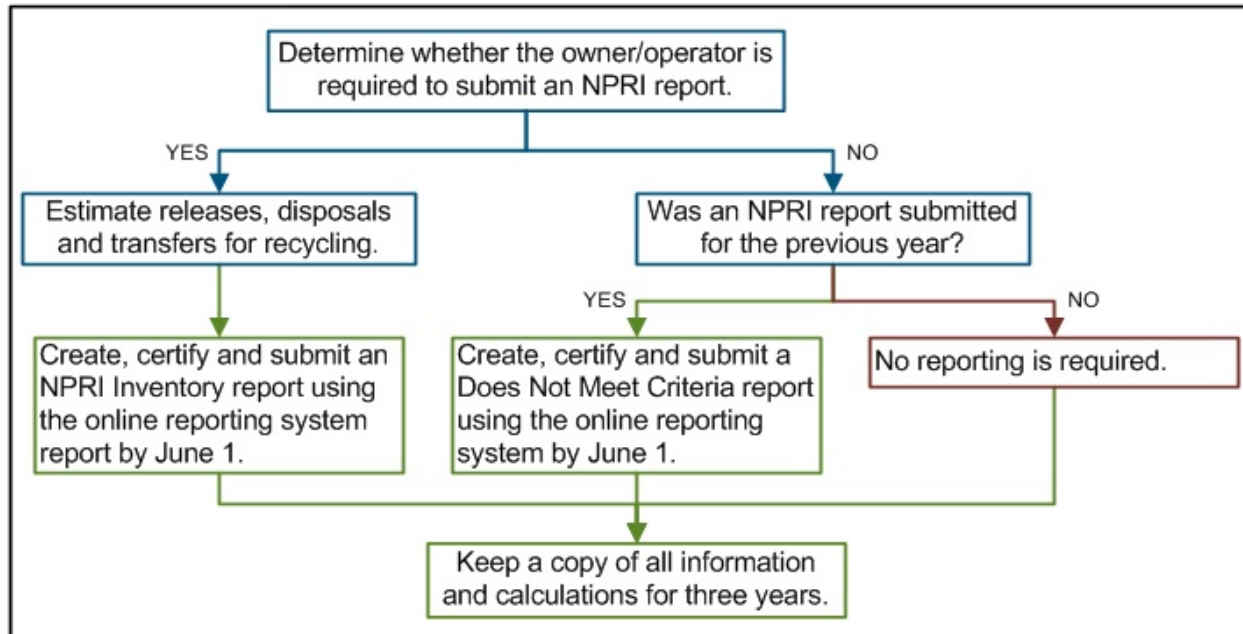 Determine whether the owner/operator is
required to submit an NPRI report.
YES
NO
Estimate releases, disposals
and transfers for recycling.
Was an NPRI report submitted
for the previous year?
YES
NO
Create, certify and submit an
NPRI Inventory report using
the online reporting system
report by June 1.
Create, certify and submit a
Does Not Meet Criteria report
using the online reporting
system by June 1.
No reporting is required.
Keep a copy of all information
and calculations for three years.